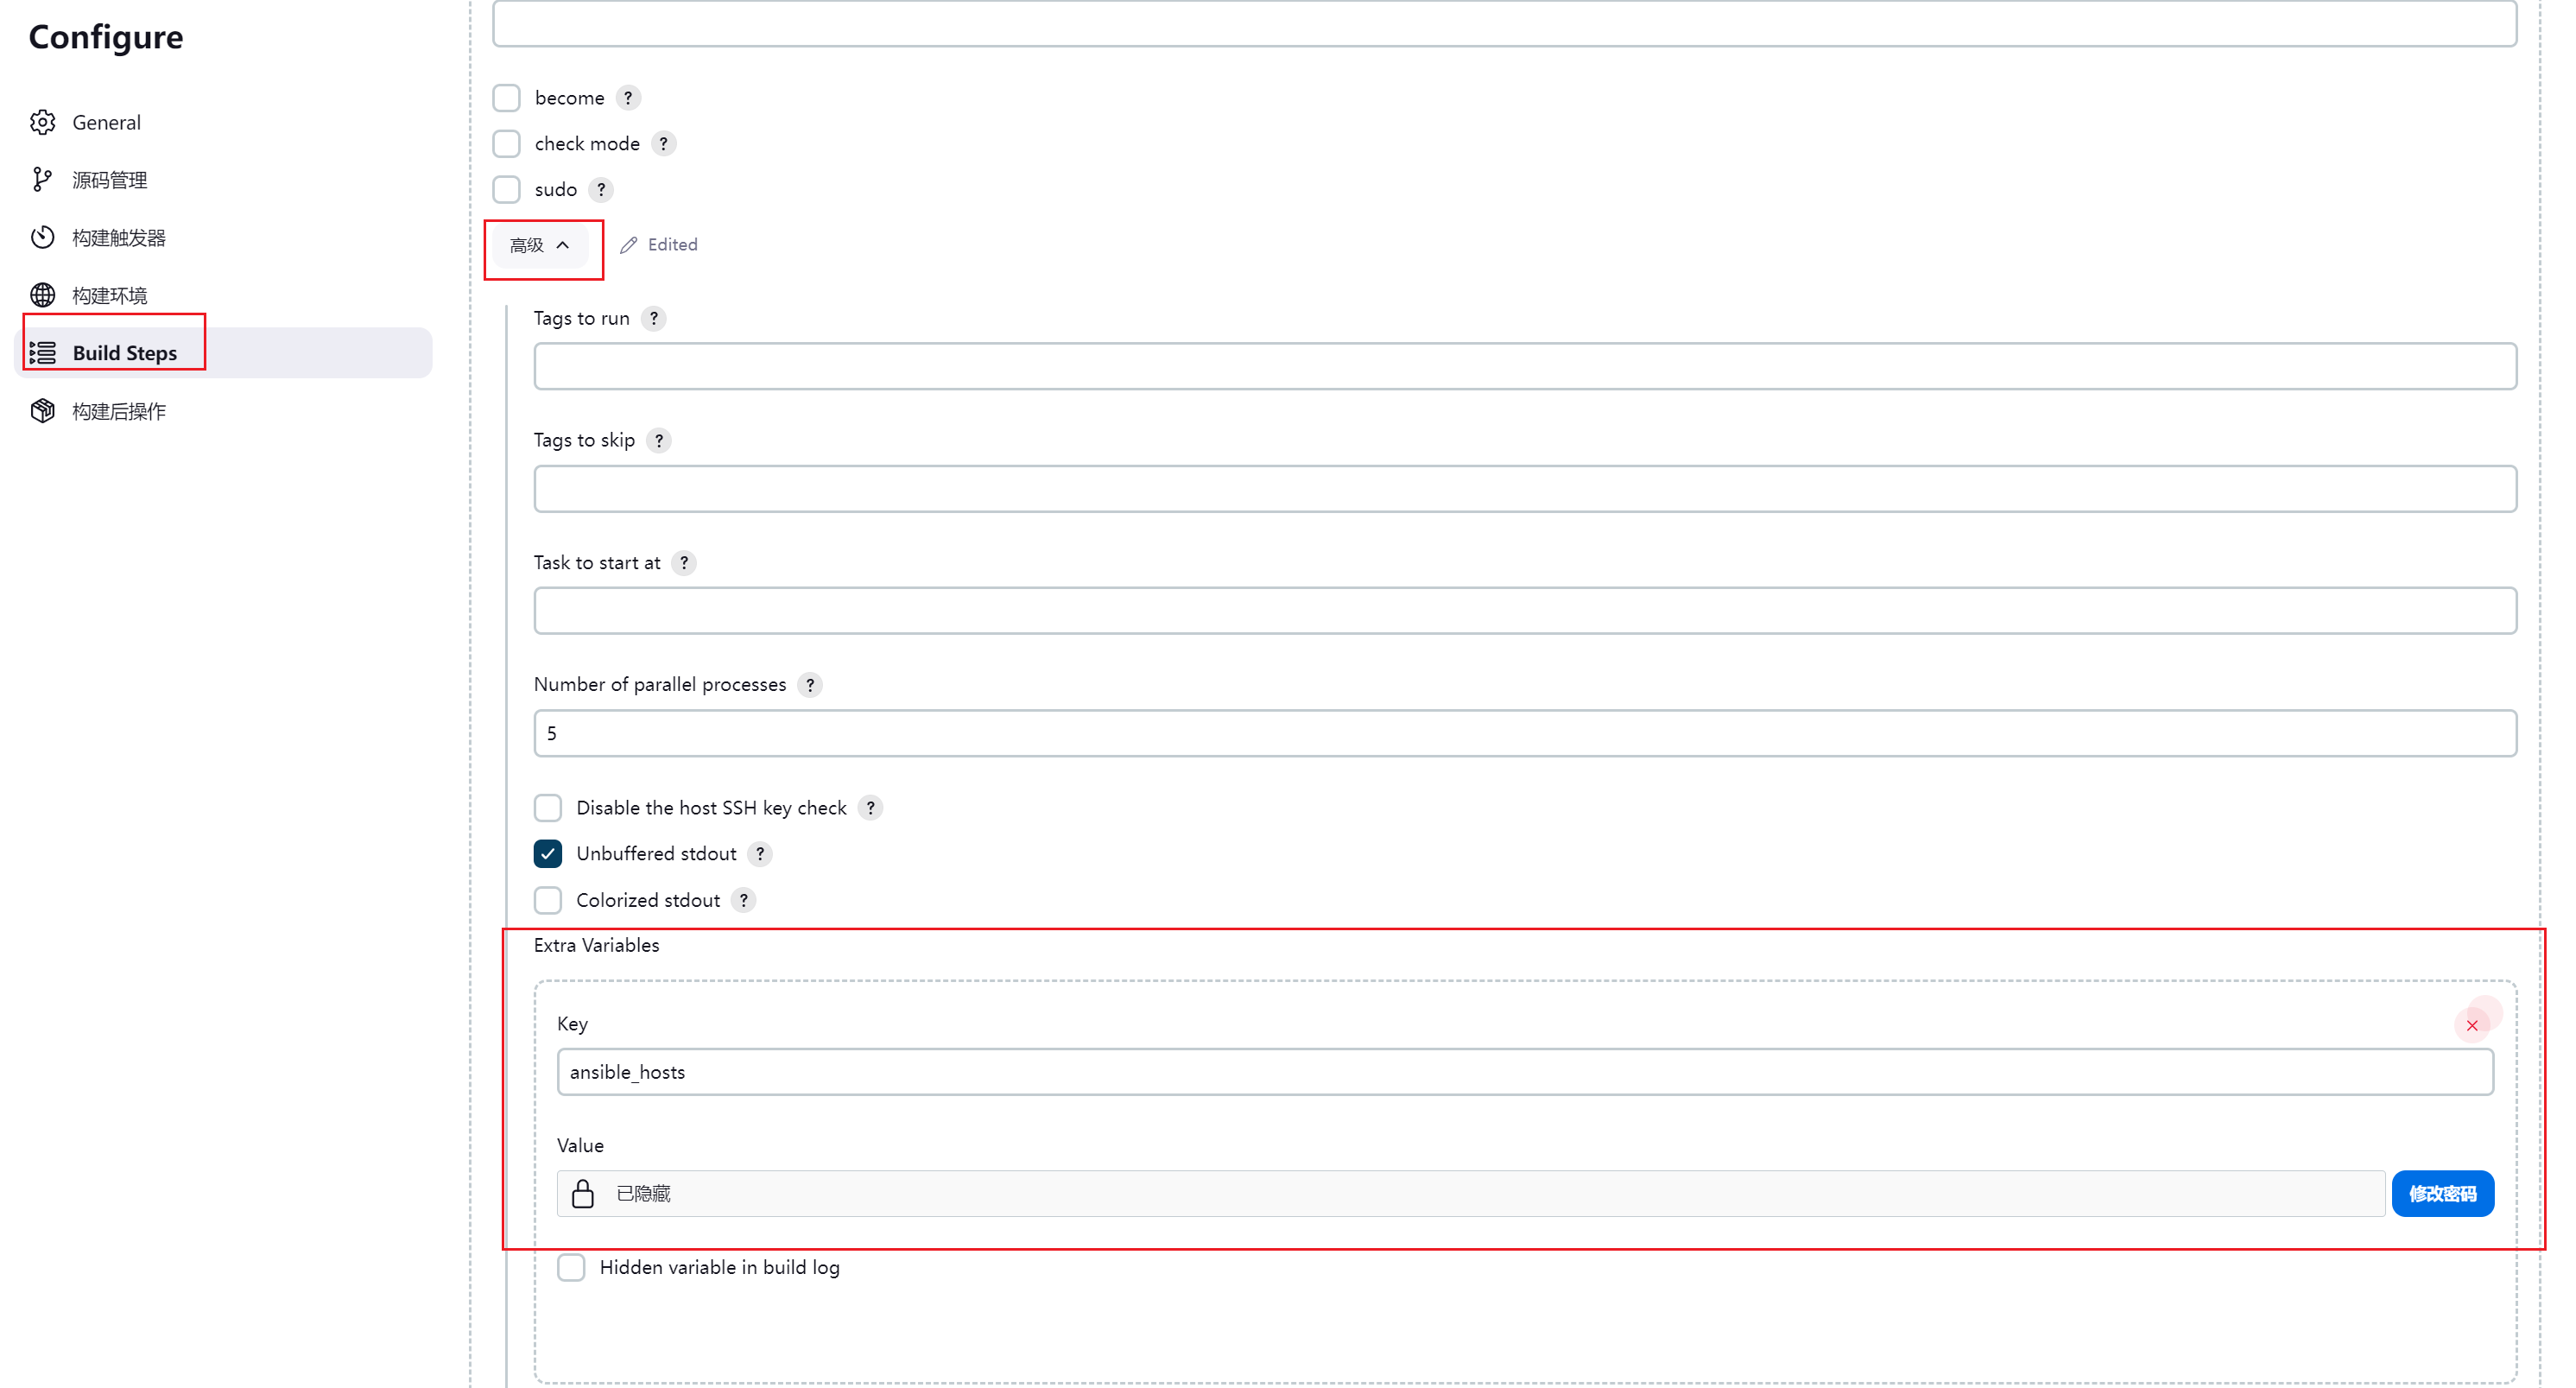 Configure
General
源码管理
构建触发器
构建环境
Build Steps
构建后操作
become ?
check mode ?
sudo ?
高级 Edited
Tags to run ?
Tags to skip ?
Task to start at ?
Number of parallel processes ?
5
Disable the host SSH key check ?
Unbuffered stdout ?
Colorized stdout ?
Extra Variables
Key
ansible_hosts
Value
已隐藏 修改密码
Hidden variable in build log